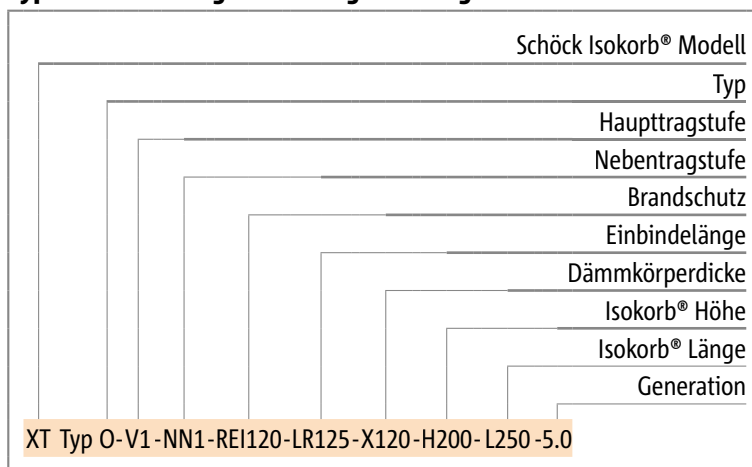 Schöck Isokorb® Modell
Typ
Haupttragstufe
Nebentragstufe
Brandschutz
Einbindelänge
Dämmkörperdicke
Isokorb® Höhe
Isokorb® Länge
Generation
XT Typ O-V1-NN1-REI120-LR125-X120-H200-L250-5.0